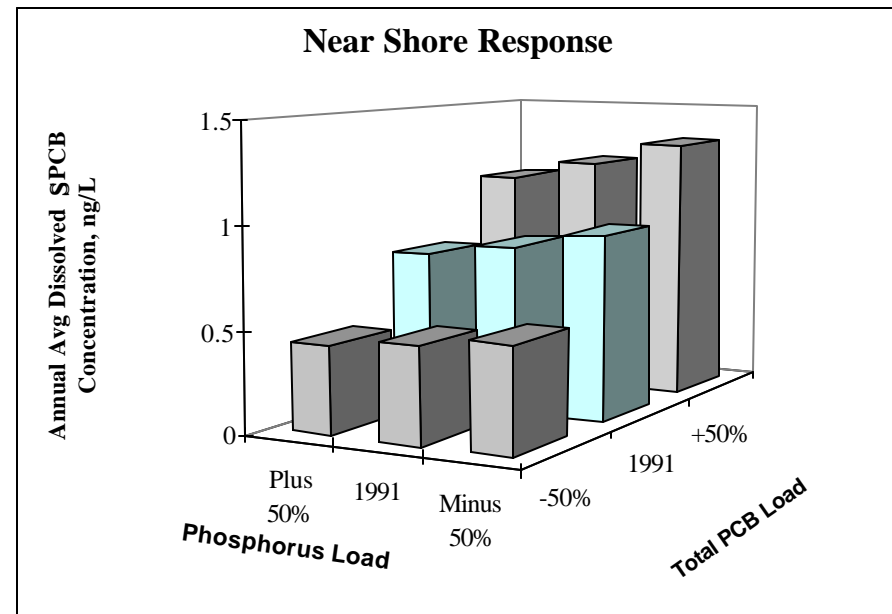 Near Shore Response
Annual Avg Dissolved SPCB
Concentration, ng/L
1.5
1
0.5
0
Plus
50%
1991
Minus
50%
Phosphorus Load
-50%
1991
+50%
Total PCB Load